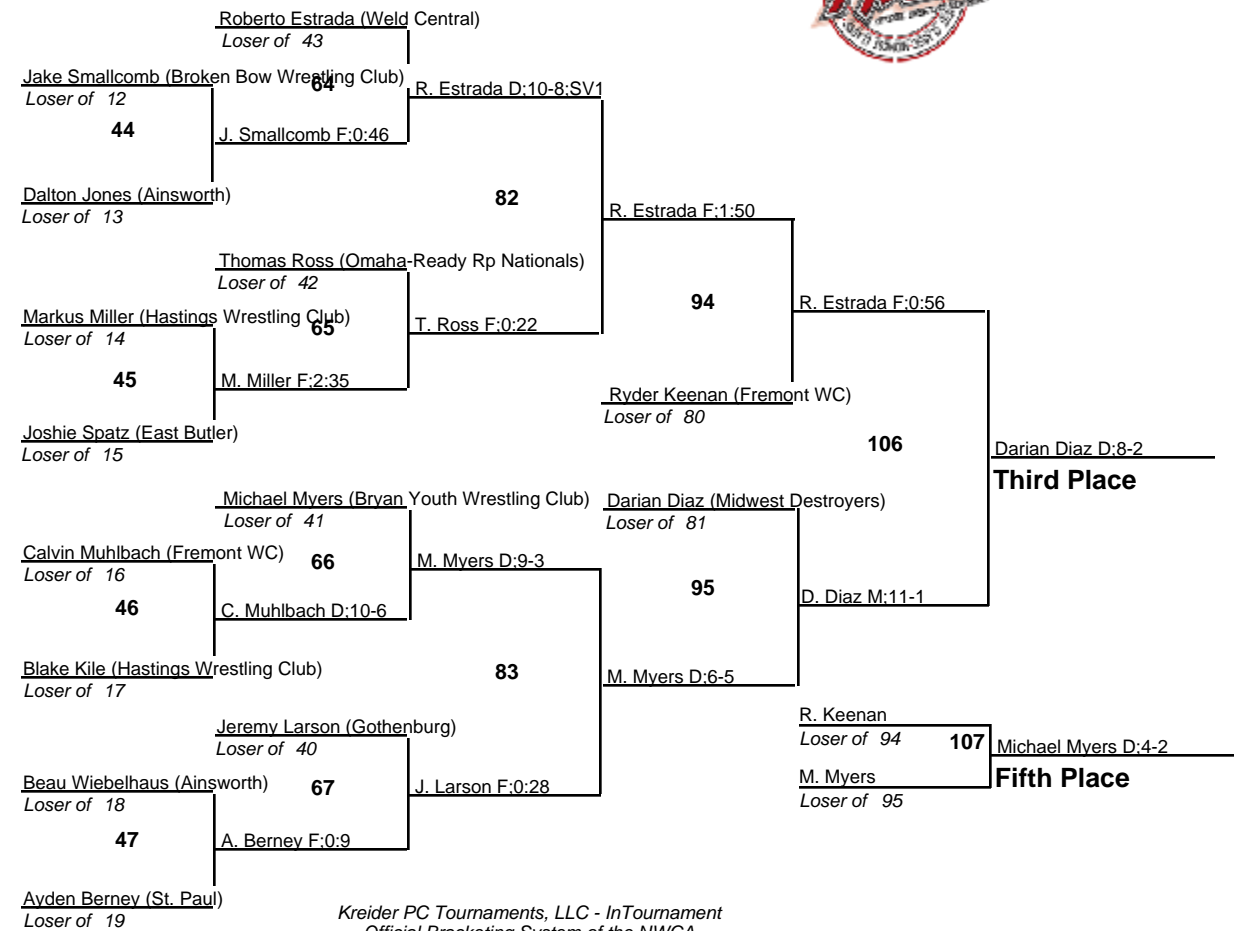 Roberto Estrada (Weld Central)
Loser of 43
Jake Smallcomb (Broken Bow Wrestling Club)
64
R. Estrada D;10-8;SV1
Loser of 12
44
J. Smallcomb F;0:46
Dalton Jones (Ainsworth)
82
Loser of 13
R. Estrada F;1:50
Thomas Ross (Omaha-Ready Rp Nationals)
Loser of 42
94
R. Estrada F;0:56
Markus Miller (Hastings Wrestling Club)
65
T. Ross F;0:22
Loser of 14
45
M. Miller F;2:35
Ryder Keenan (Fremont WC)
Loser of 80
Joshie Spatz (East Butler)
106
Darian Diaz D;8-2
Loser of 15
Third Place
Michael Myers (Bryan Youth Wrestling Club)
Darian Diaz (Midwest Destroyers)
Loser of 41
Loser of 81
Calvin Muhlbach (Fremont WC)
66
M. Myers D;9-3
Loser of 16
95
46
C. Muhlbach D;10-6
D. Diaz M;11-1
Blake Kile (Hastings Wrestling Club)
83
M. Myers D;6-5
Loser of 17
R. Keenan
Jeremy Larson (Gothenburg)
Loser of 94
107
Michael Myers D;4-2
Loser of 40
Fifth Place
Beau Wiebelhaus (Ainsworth)
67
J. Larson F;0:28
M. Myers
Loser of 18
Loser of 95
47
A. Berney F;0:9
Ayden Berney (St. Paul)
Loser of 19
Kreider PC Tournaments, LLC - InTournament
Official Bracketing System of the NWCA